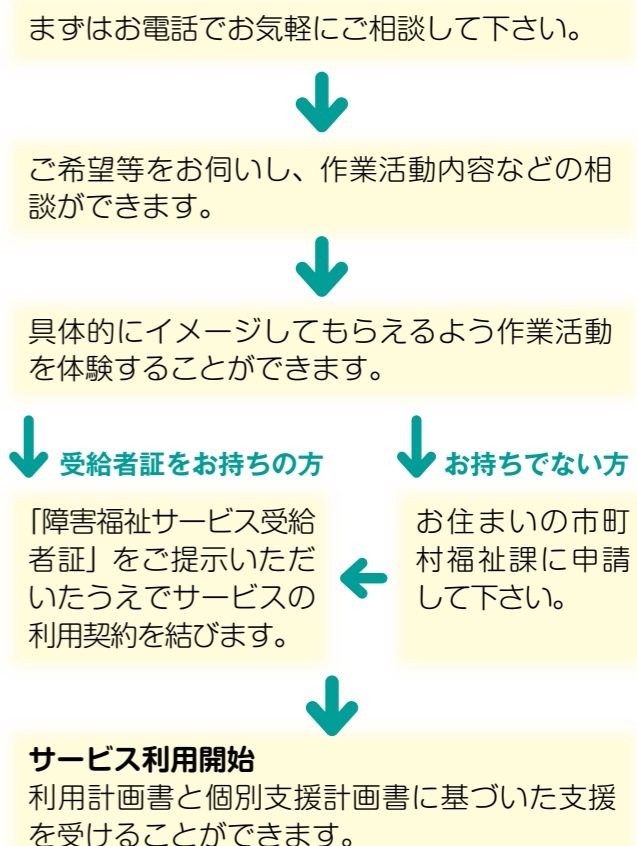 まずはお電話でお気軽にご相談して下さい。
ご希望等をお伺いし、作業活動内容などの相
談ができます。
具体的にイメージしてもらえるよう作業活動
を体験することができます。
受給者証をお持ちの方
「障害福祉サービス受給
者証」をご提示いただ
いたうえでサービスの
利用契約を結びます。
お持ちでない方
お住まいの市町
村福祉課に申請
して下さい。
サービス利用開始
利用計画書と個別支援計画書に基づいた支援
を受けることができます。